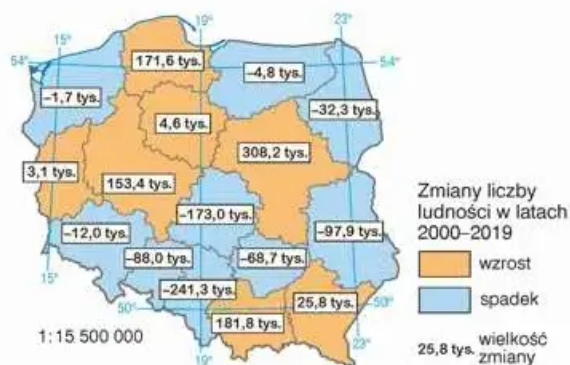 19°
23°
15°
54°
171,6 tys.
–4,8 tys.
54°
–1,7 tys.
–32,3 tys.
4,6 tys.
308,2 tys.
3,1 tys.
153,4 tys.
–173,0 tys.
–12,0 tys.
–97,9 tys.
–88,0 tys.
–68,7 tys.
15°
–241,3 tys.
25,8 tys.
50°
50°
181,8 tys.
1:15 500 000
19°
23°
Zmiany liczby
ludności w latach
2000–2019
wzrost
spadek
25,8 tys. wielkość
zmiany